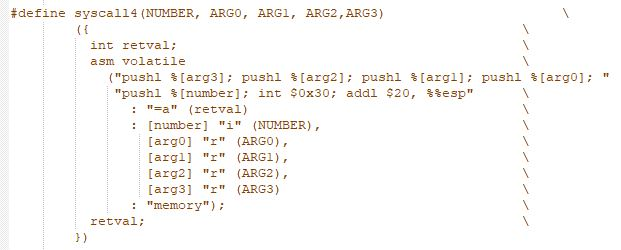 #define syscall4(NUMBER, ARG0, ARG1, ARG2,ARG3) \
({ \
int retval; \
asm volatile \
("pushl %[arg3]; pushl %[arg2]; pushl %[arg1]; pushl %[arg0]; "
"pushl %[number]; int $0x30; addl $20, %%esp" \
: "=a" (retval) \
: [number] "i" (NUMBER), \
[arg0] "r" (ARG0), \
[arg1] "r" (ARG1), \
[arg2] "r" (ARG2), \
[arg3] "r" (ARG3) \
: "memory"); \
retval; \
})